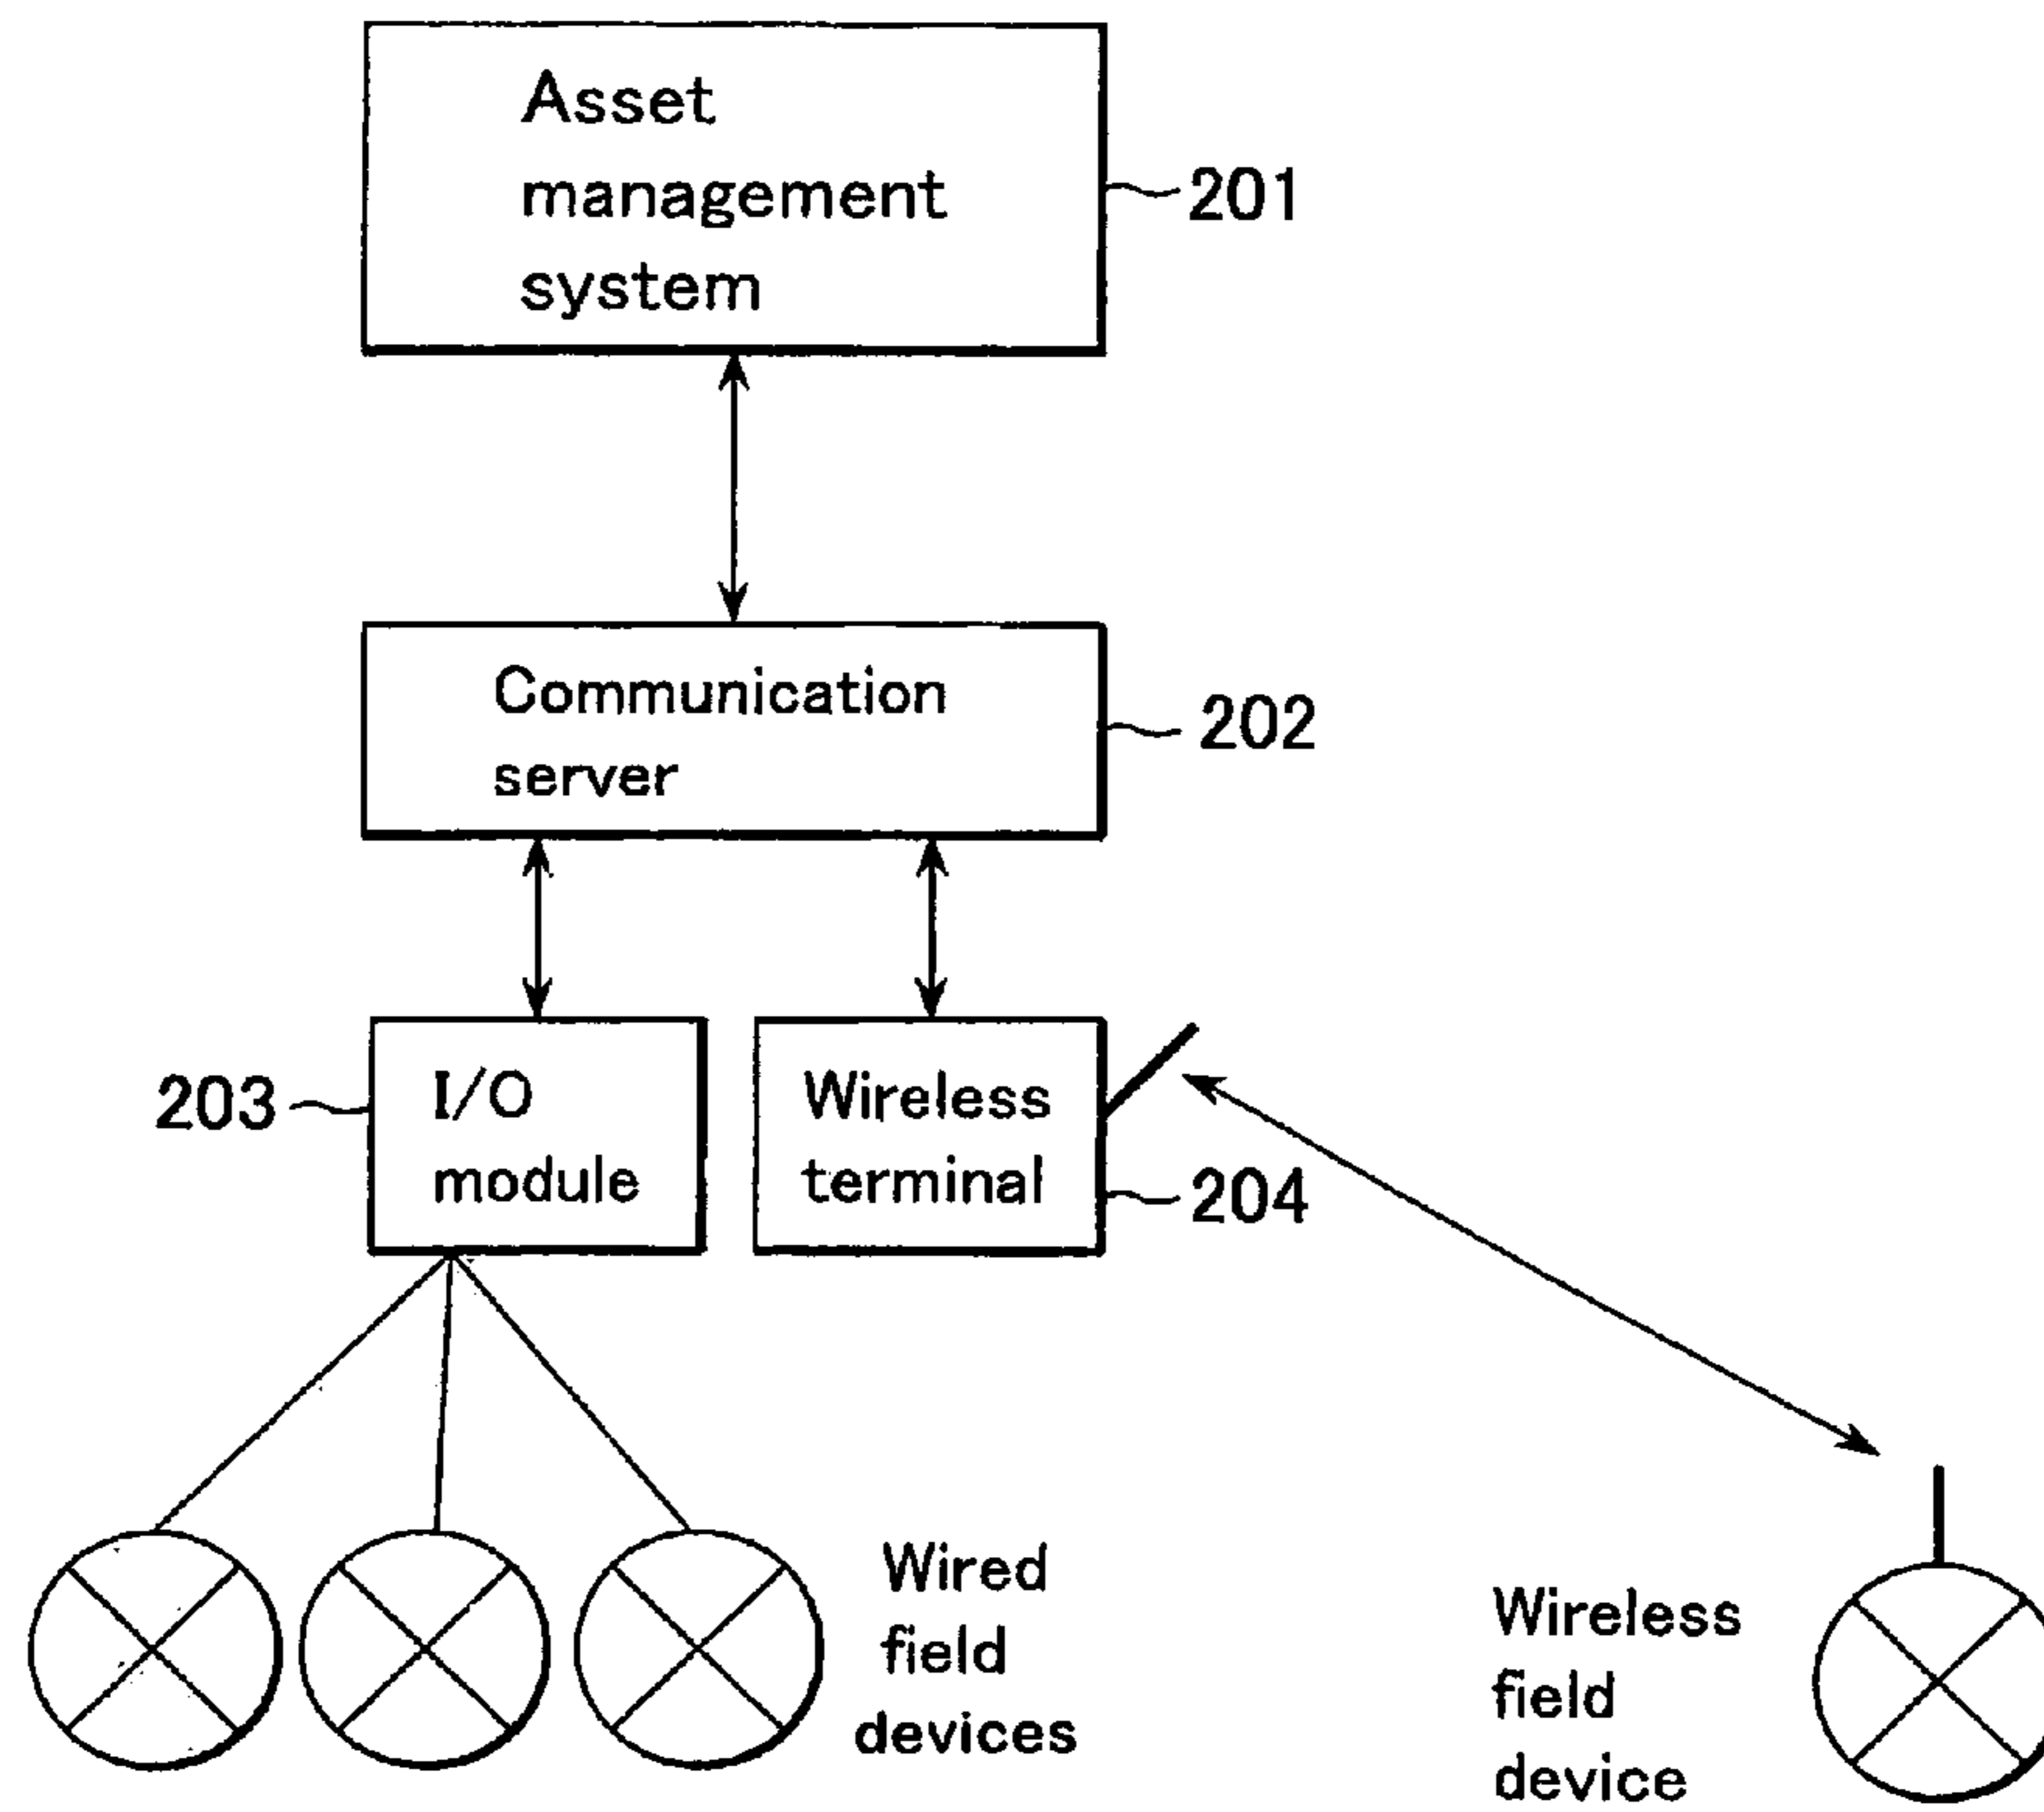 Asset
management
system
201
Communication
server
202
203
I/O
module
Wireless
terminal
204
Wired
field
devices
Wireless
field
device